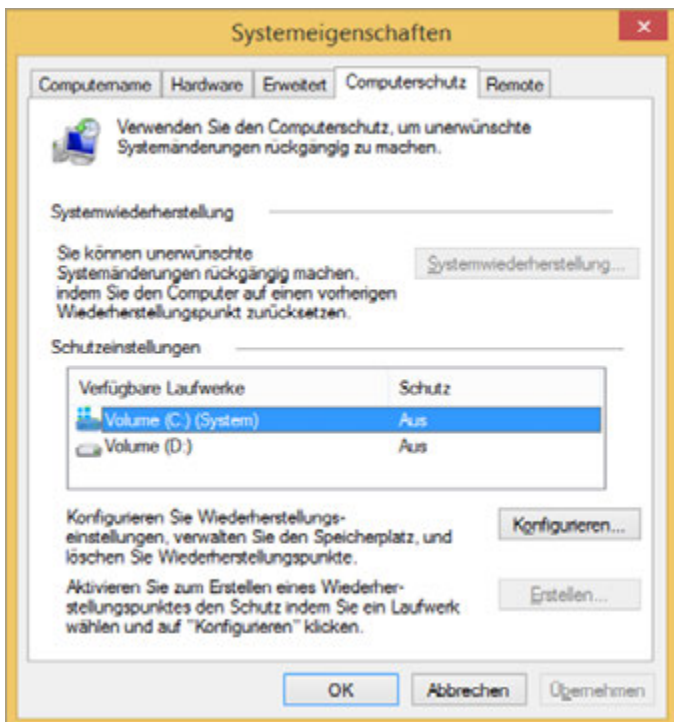 Systemeigenschaften
Computername Hardware Erweitert Computerschutz Remote
Verwenden Sie den Computerschutz, um unerwünschte
Systemänderungen rückgängig zu machen.
Systemwiederherstellung
Sie können unerwünschte
Systemänderungen rückgängig machen,
indem Sie den Computer auf einen vorherigen
Wiederherstellungspunkt zurücksetzen.
Systemwiederherstellung...
Schutzeinstellungen
Verfügbare Laufwerke Schutz
Volume (C:) (System) Aus
Volume (D:) Aus
Konfigurieren Sie Wiederherstellungs-
einstellungen, verwalten Sie den Speicherplatz, und
löschen Sie Wiederherstellungspunkte.
Konfigurieren...
Aktivieren Sie zum Erstellen eines Wiederher-
stellungspunktes den Schutz indem Sie ein Laufwerk
wählen und auf "Konfigurieren" klicken.
Erstellen...
OK Abbrechen Übernehmen